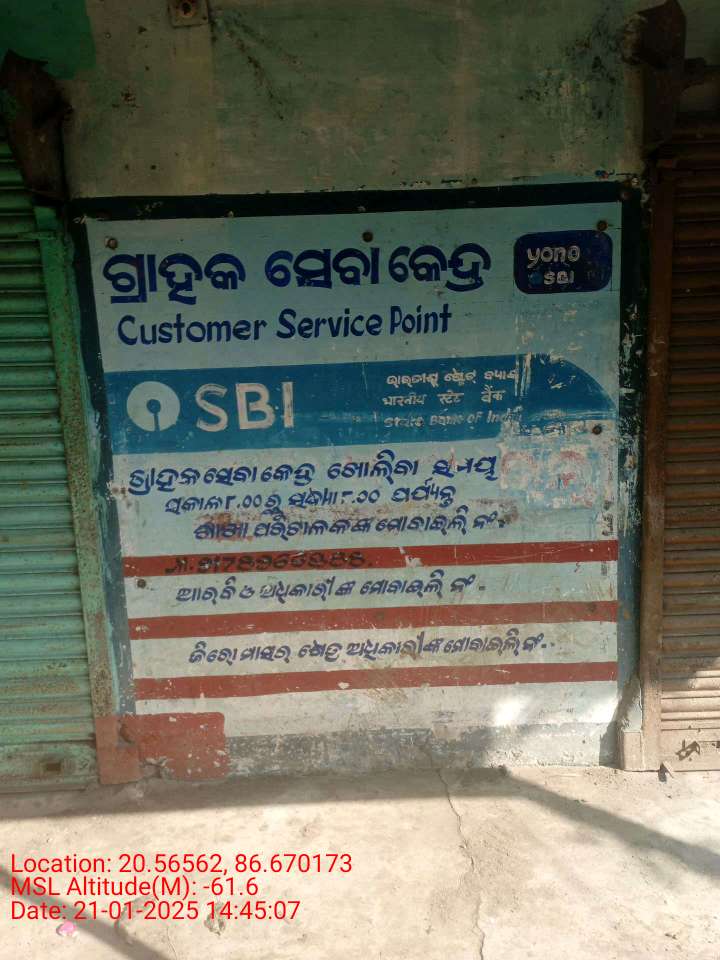 ଗ୍ରାହକ ସେବା କେନ୍ଦ୍ର
yono
SBI
Customer Service Point
SBI
ଭାରତୀୟ ଷ୍ଟେଟ୍ ବ୍ୟାଙ୍କ
भारतीय स्टेट बैंक
State Bank of India
ଗ୍ରାହକ ସେବା କେନ୍ଦ୍ର ଖୋଲିବା ସମୟ
ସକାଳ ୮.୦୦ ରୁ ସନ୍ଧ୍ୟା ୮.୦୦ ପର୍ଯ୍ୟନ୍ତ
ଶାଖା ପରିଚାଳକଙ୍କ ମୋବାଇଲ୍ ନଂ.
ଆର୍ ବି ଓ ଅଧିକାରୀଙ୍କ ମୋବାଇଲ୍ ନଂ.
ଜିରୋ ମାସର୍ କ୍ଷେତ୍ର ଅଧିକାରୀଙ୍କ ମୋବାଇଲ୍ ନଂ..
Location: 20.56562, 86.670173
MSL Altitude(M): -61.6
Date: 21-01-2025 14:45:07